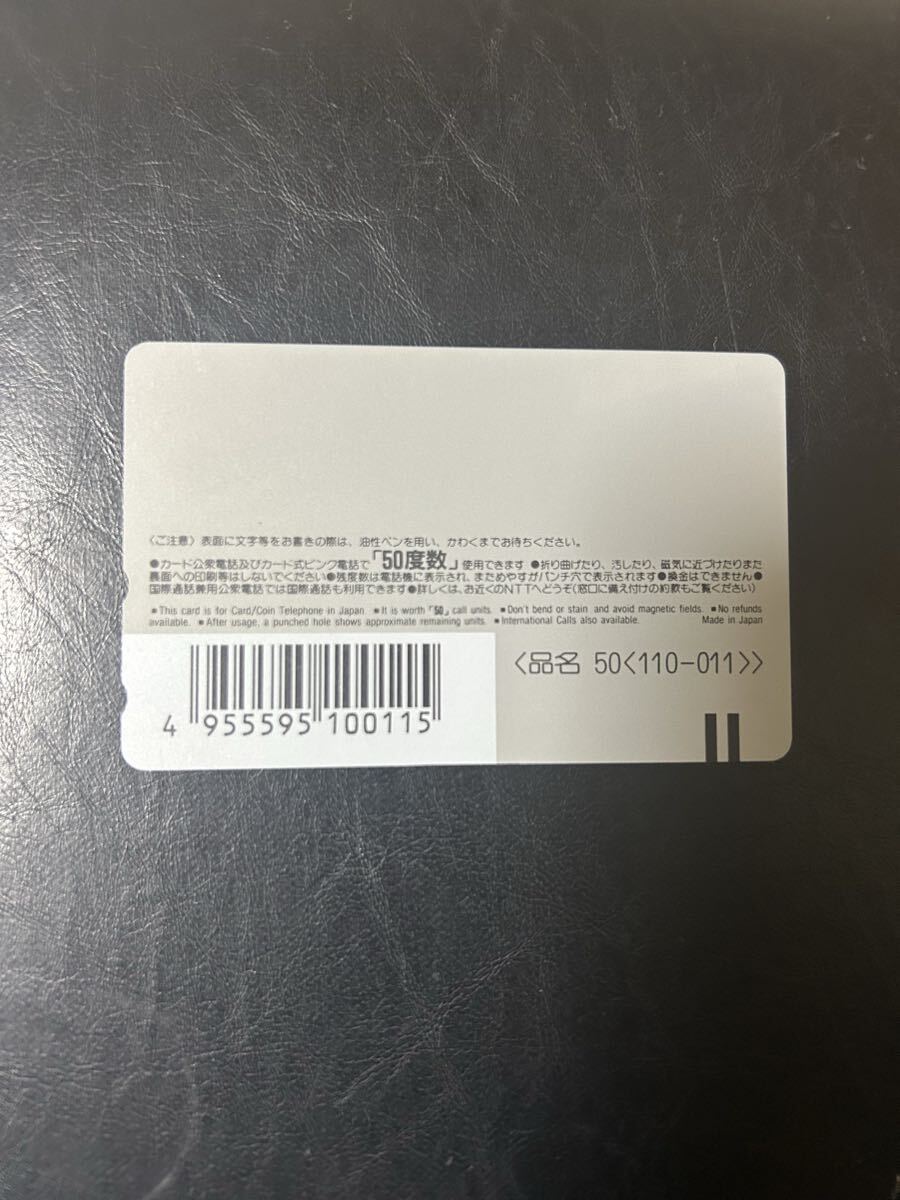 〈ご注意〉表面に文字等をお書きの際は、油性ペンを用い、かわくまでお待ちください。
●カード公衆電話及びカード式ピンク電話で「50度数」使用できます ●折り曲げたり、汚したり、磁気に近づけたりまた
裏面への印刷等はしないでください●残度数は電話機に表示され、まためやすがパンチ穴で表示されます●換金はできません●
国際通話兼用公衆電話では国際通話も利用できます●詳しくは、お近くのNTTへどうぞ(窓口に備え付けの約款もご覧ください)
■This card is for Card/Coin Telephone in Japan. ■It is worth「50」call units. ■Don't bend or stain and avoid magnetic fields. ■No refunds
available. ■After usage, a punched hole shows approximate remaining units. ■International Calls also available. Made in Japan
〈品名 50〈110-011〉〉
4 955595 100115